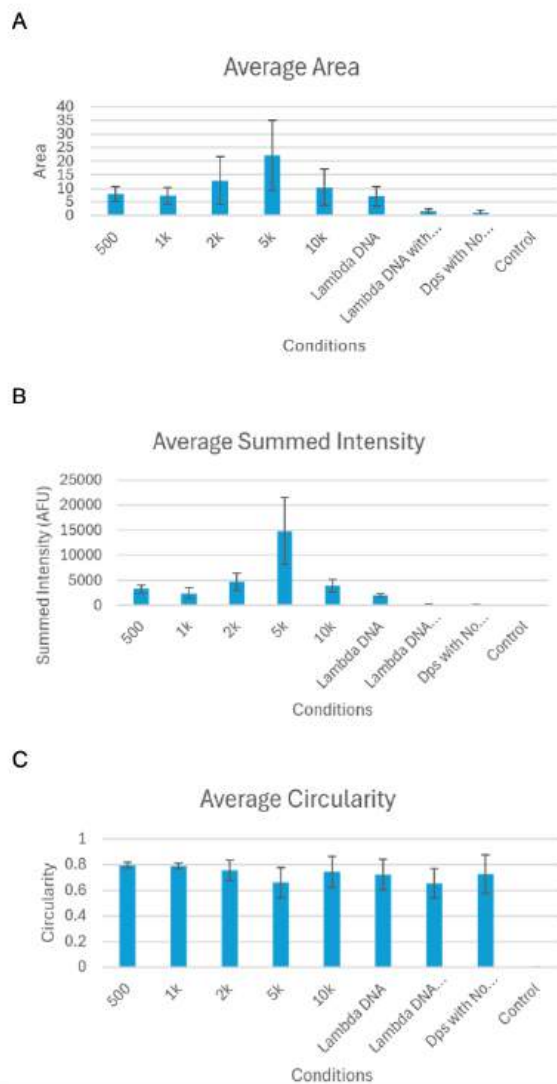 A
Average Area
40
35
30
25
20
15
10
5
0
Area
500
1k
2k
5k
10k
Lambda DNA
Lambda DNA with...
Dps with No...
Control
Conditions
B
Average Summed Intensity
25000
20000
15000
10000
5000
0
Summed Intensity (AFU)
500
1k
2k
5k
10k
Lambda DNA
Lambda DNA...
Dps with No...
Control
Conditions
C
Average Circularity
1
0.8
0.6
0.4
0.2
0
Circularity
500
1k
2k
5k
10k
Lambda DNA
Lambda DNA...
Dps with No...
Control
Conditions